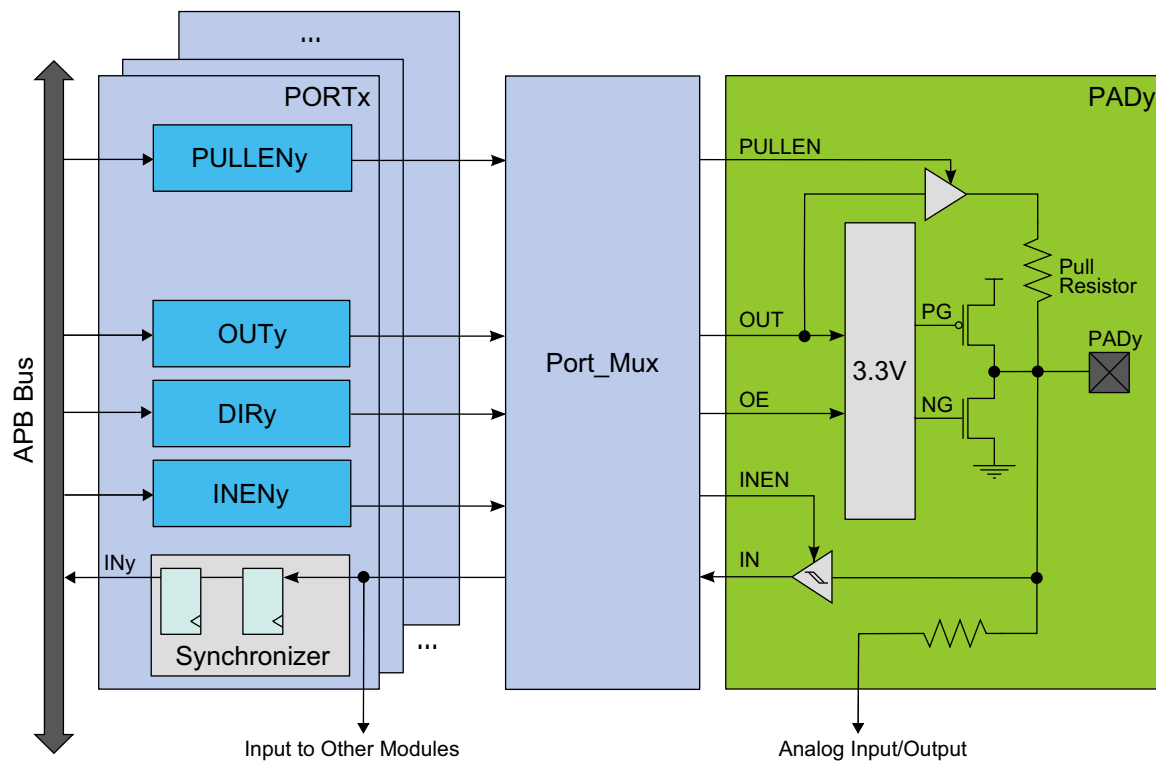 ...
PORTx
PADy
PULLENy
PULLEN
Pull
Resistor
OUTy
OUT
PG
PADy
Port_Mux
3.3V
APB Bus
DIRy
OE
NG
INENy
INEN
INy
IN
Synchronizer
...
Input to Other Modules
Analog Input/Output